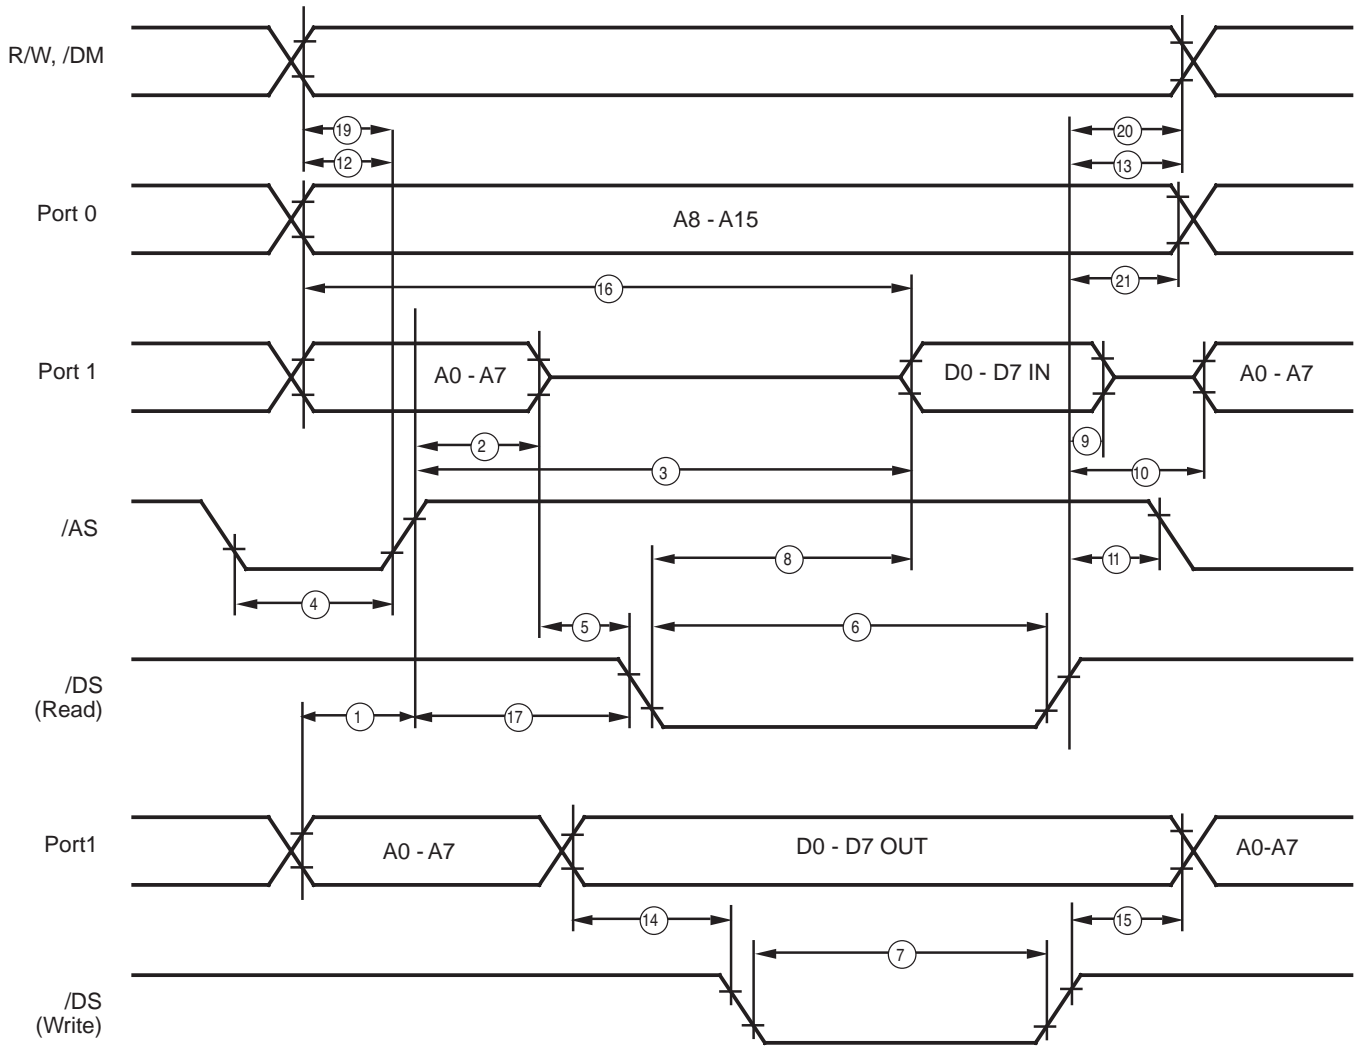 R/W, /DM
19
12
20
13
Port 0
A8 - A15
16
21
Port 1
A0 - A7
D0 - D7 IN
A0 - A7
2
9
3
10
/AS
8
11
4
5
6
/DS
(Read)
1
17
Port1
A0 - A7
D0 - D7 OUT
A0-A7
14
15
7
/DS
(Write)